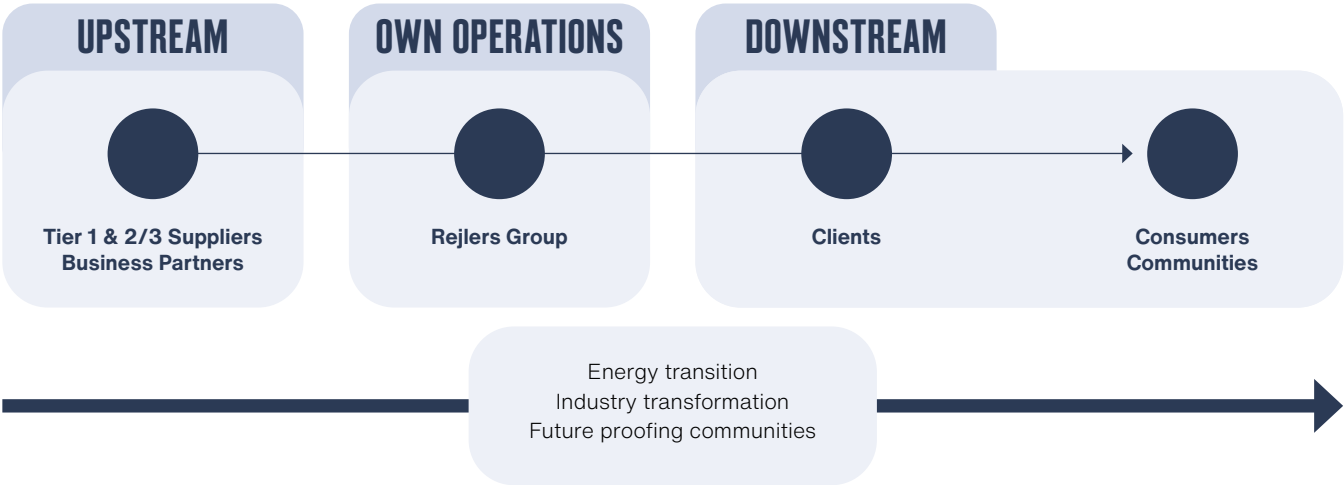 UPSTREAM
OWN OPERATIONS
DOWNSTREAM
Tier 1 & 2/3 Suppliers
Business Partners
Rejlers Group
Clients
Consumers
Communities
Energy transition
Industry transformation
Future proofing communities